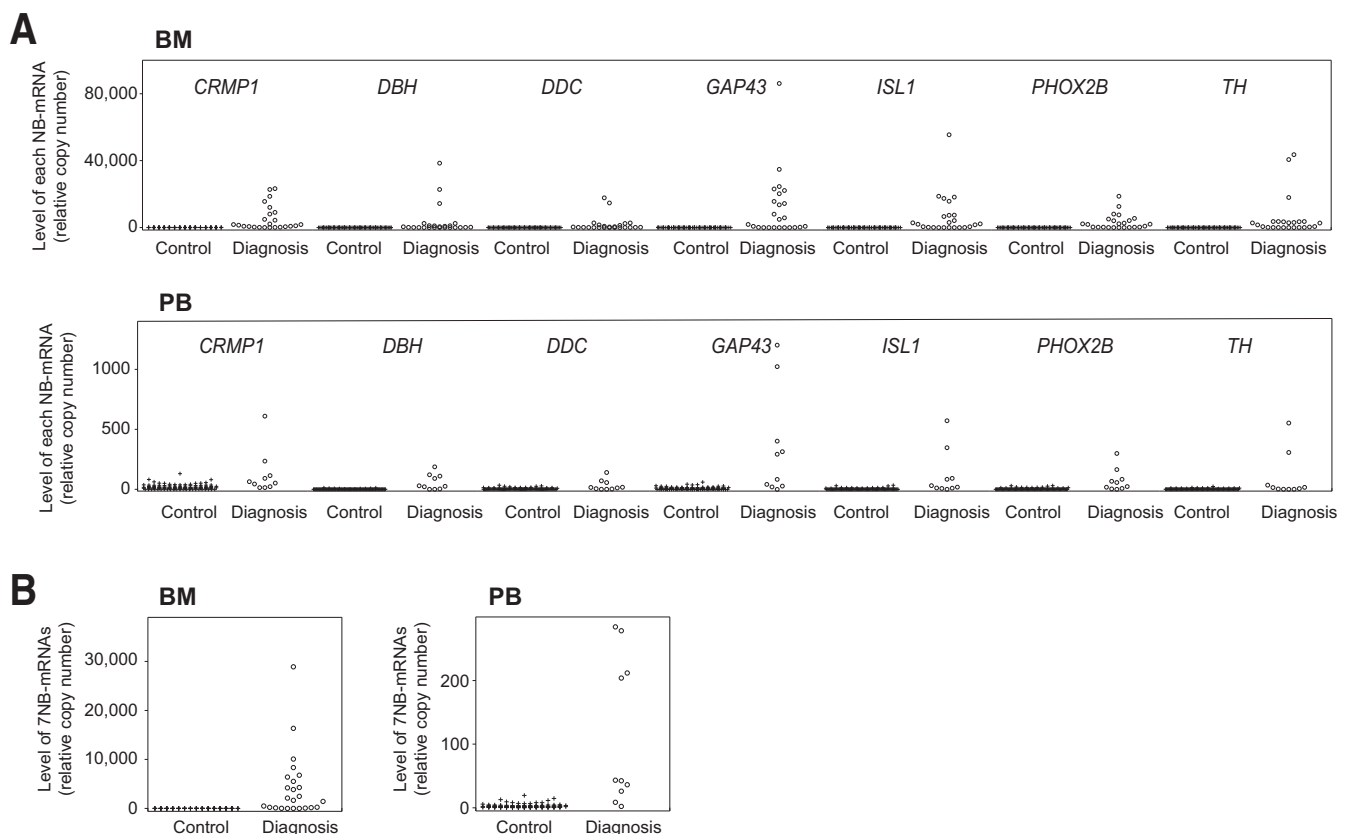 A
BM
Level of each NB-mRNA
(relative copy number)
80,000
40,000
0
CRMP1 DBH DDC GAP43 ISL1 PHOX2B TH
Control Diagnosis Control Diagnosis Control Diagnosis Control Diagnosis Control Diagnosis Control Diagnosis Control Diagnosis
PB
Level of each NB-mRNA
(relative copy number)
1000
500
0
CRMP1 DBH DDC GAP43 ISL1 PHOX2B TH
Control Diagnosis Control Diagnosis Control Diagnosis Control Diagnosis Control Diagnosis Control Diagnosis Control Diagnosis
B
BM
Level of 7NB-mRNAs
(relative copy number)
30,000
20,000
10,000
0
Control Diagnosis
PB
Level of 7NB-mRNAs
(relative copy number)
200
100
0
Control Diagnosis